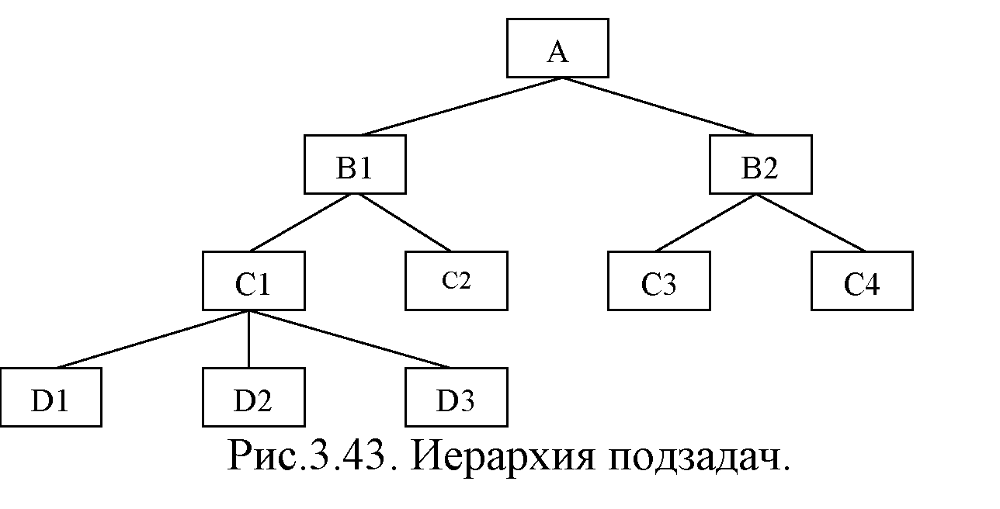 A
B1 B2
C1 C2 C3 C4
D1 D2 D3
Рис.3.43. Иерархия подзадач.